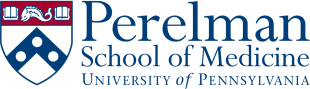 Perelman
School of Medicine
UNIVERSITY of PENNSYLVANIA